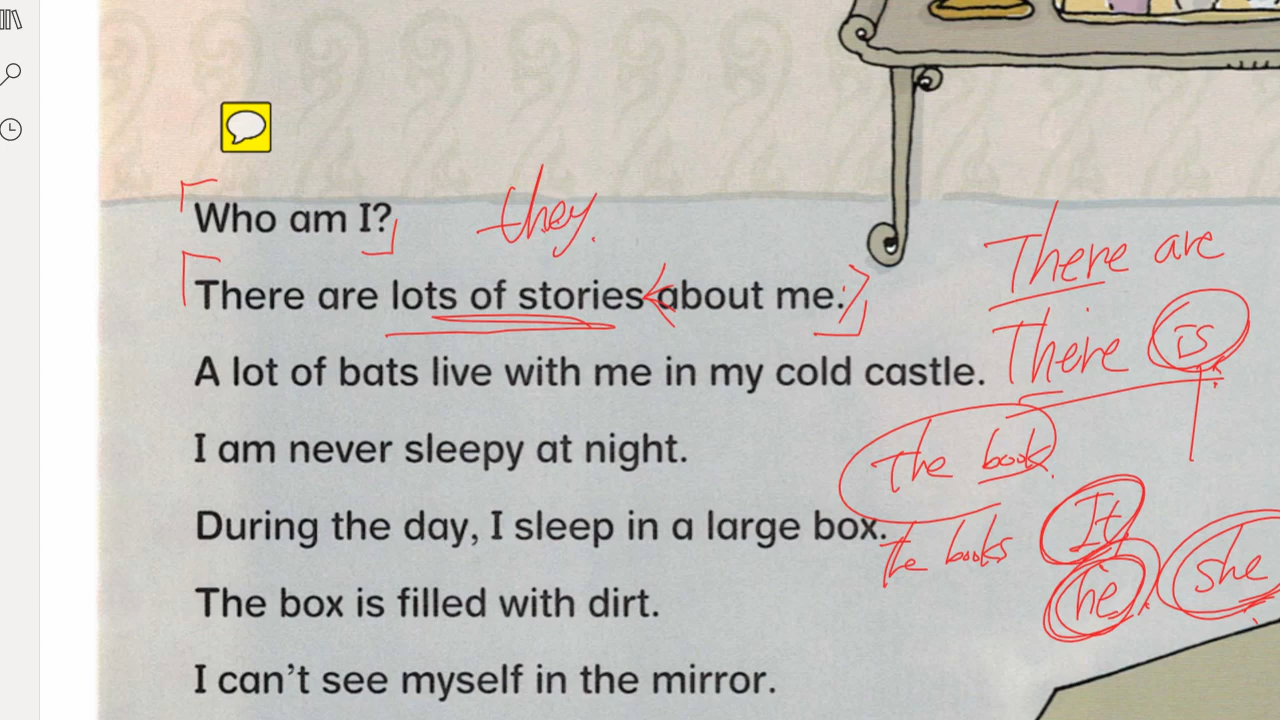 Who am I?
they.
There are lots of stories about me.
There are
There is
A lot of bats live with me in my cold castle.
I am never sleepy at night.
The book.
During the day, I sleep in a large box.
the books
It
he
she
The box is filled with dirt.
I can't see myself in the mirror.